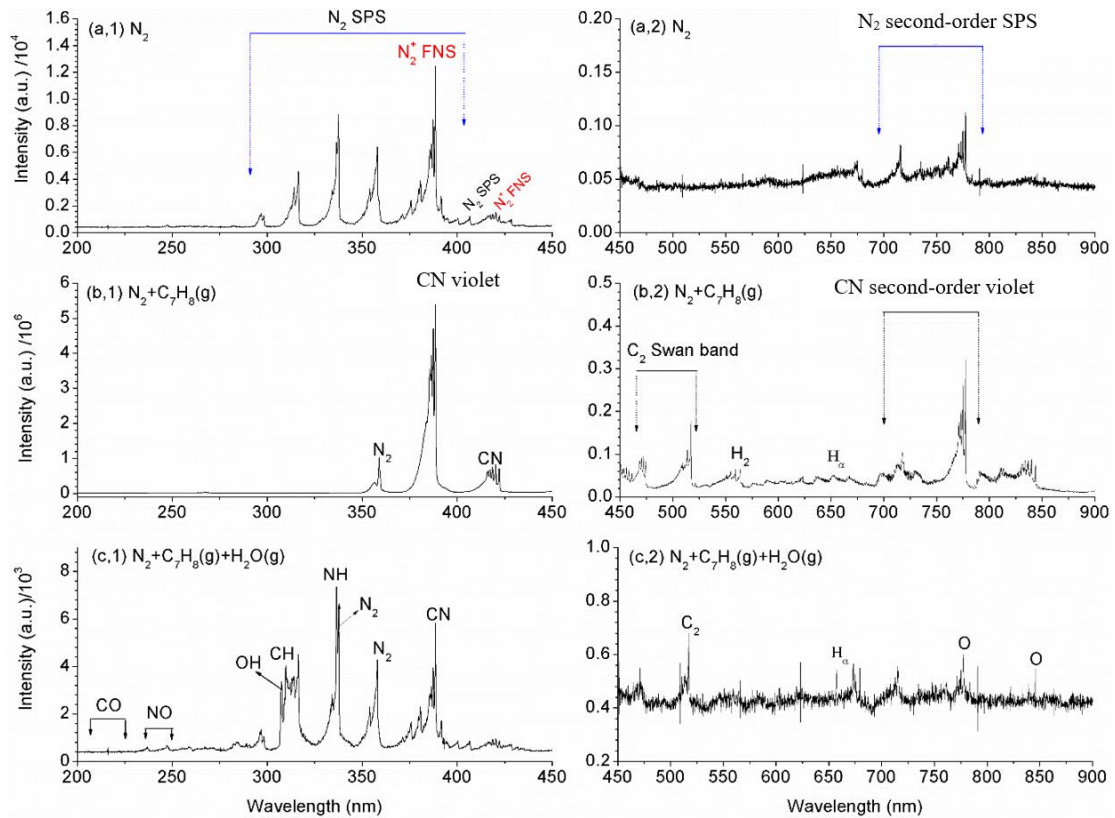 (a,1) N₂
N₂ SPS
N₂⁺ FNS
N₂ SPS
N₂⁺ FNS
Intensity (a.u.) /10⁴
1.6
1.4
1.2
1.0
0.8
0.6
0.4
0.2
0.0
200 250 300 350 400 450
(a,2) N₂
N₂ second-order SPS
0.20
0.15
0.10
0.05
0.00
450 500 550 600 650 700 750 800 850 900
(b,1) N₂+C₇H₈(g)
CN violet
N₂
CN
Intensity (a.u.) /10⁶
6
5
4
3
2
1
0
200 250 300 350 400 450
(b,2) N₂+C₇H₈(g)
CN second-order violet
C₂ Swan band
H₂
Hα
0.5
0.4
0.3
0.2
0.1
0.0
450 500 550 600 650 700 750 800 850 900
(c,1) N₂+C₇H₈(g)+H₂O(g)
NH
N₂
CH
OH
N₂
CN
CO
NO
Intensity (a.u.)/10³
8
6
4
2
0
200 250 300 350 400 450
Wavelength (nm)
(c,2) N₂+C₇H₈(g)+H₂O(g)
C₂
Hα
O
O
1.0
0.8
0.6
0.4
0.2
450 500 550 600 650 700 750 800 850 900
Wavelength (nm)